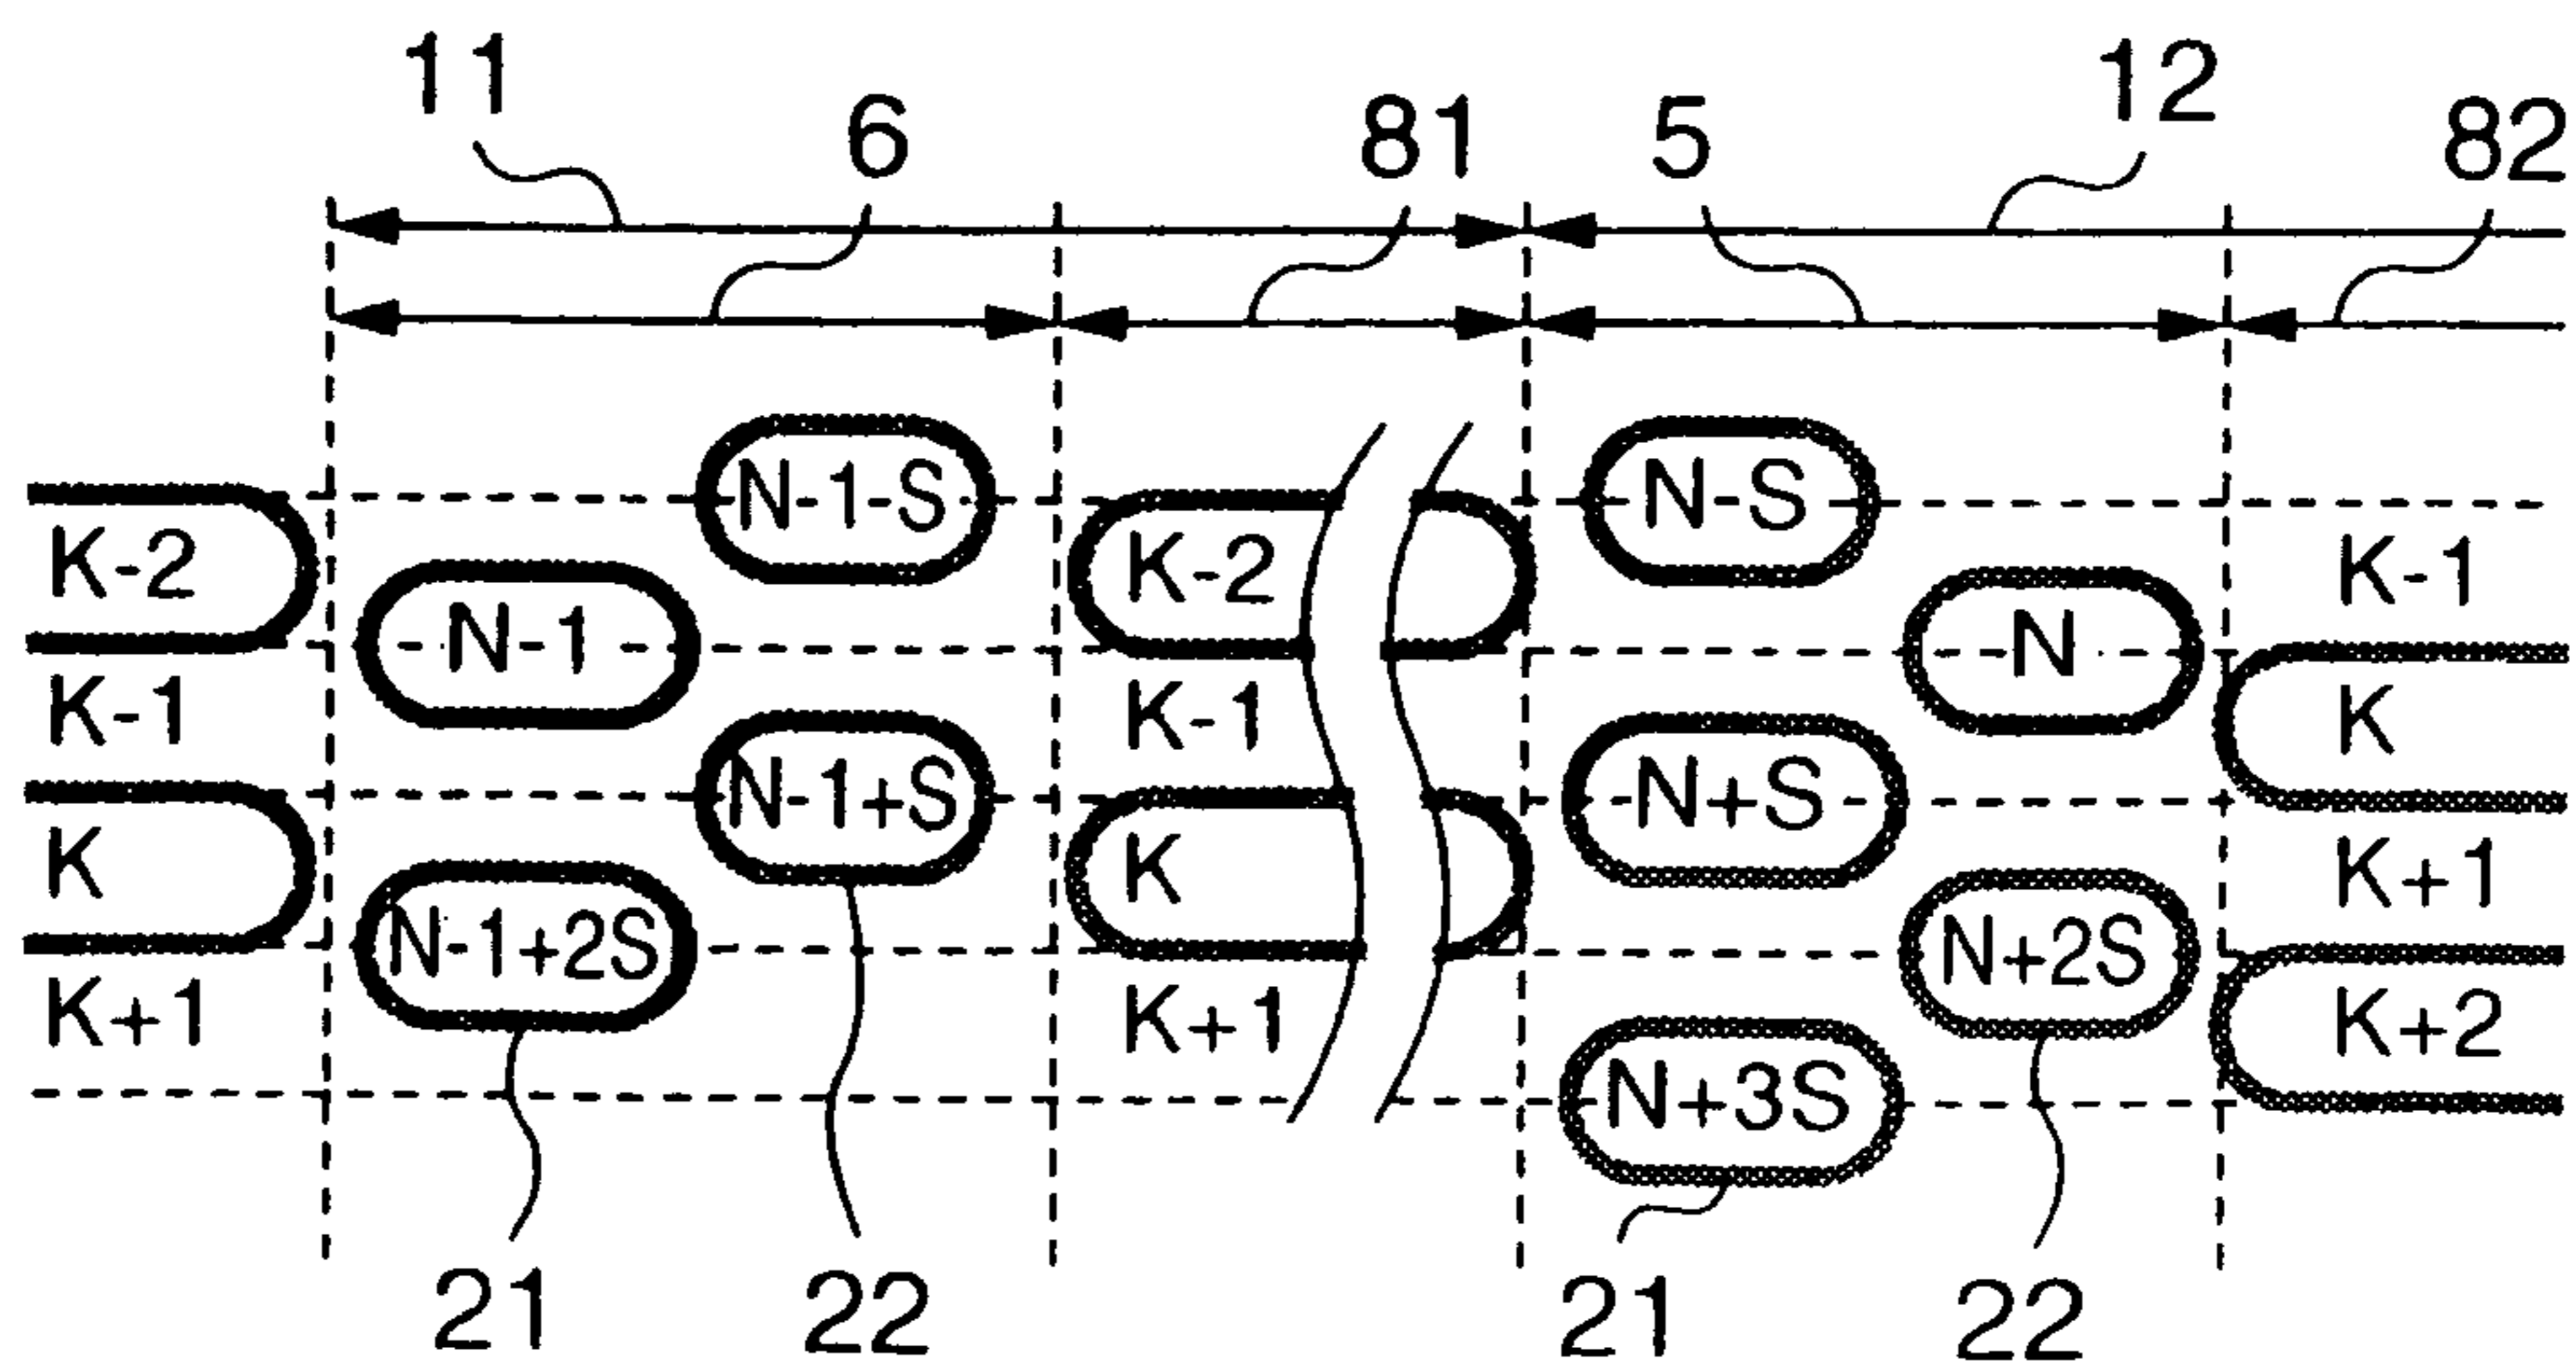 11 12
6 81 5 82
N-1-S N-S
K-2 K-2 K-1
N-1 N
K-1 K-1 K
N-1+S N+S
K K K+1
N-1+2S N+2S
K+1 K+1 K+2
N+3S
21 22 21 22